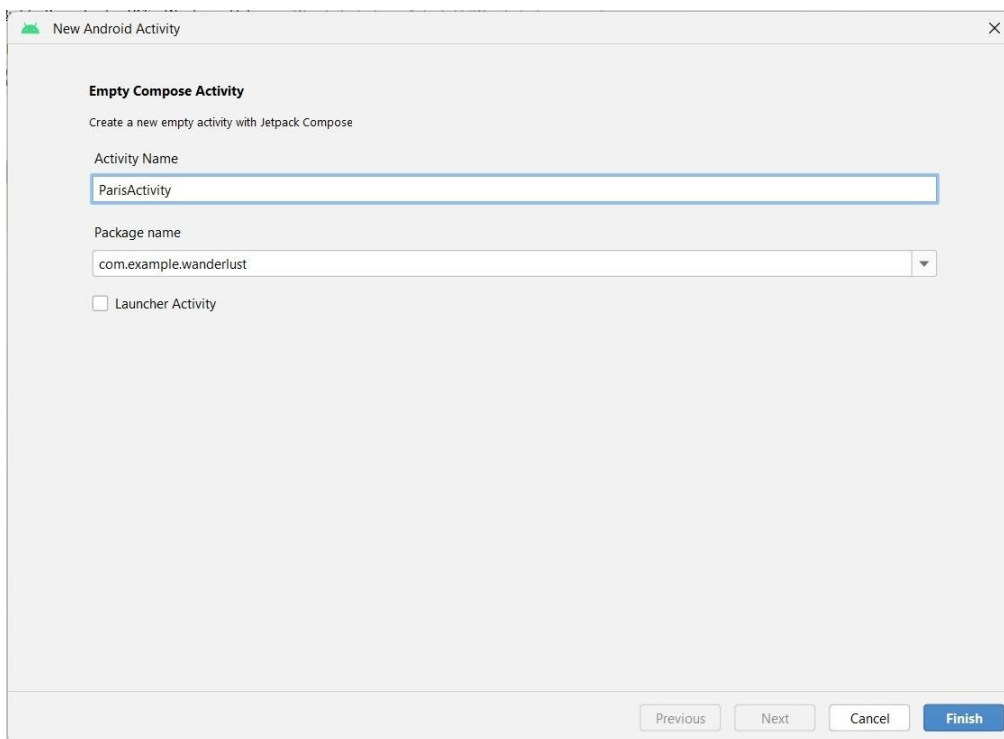 New Android Activity
Empty Compose Activity
Create a new empty activity with Jetpack Compose
Activity Name
ParisActivity
Package name
com.example.wanderlust
Launcher Activity
Previous Next Cancel Finish